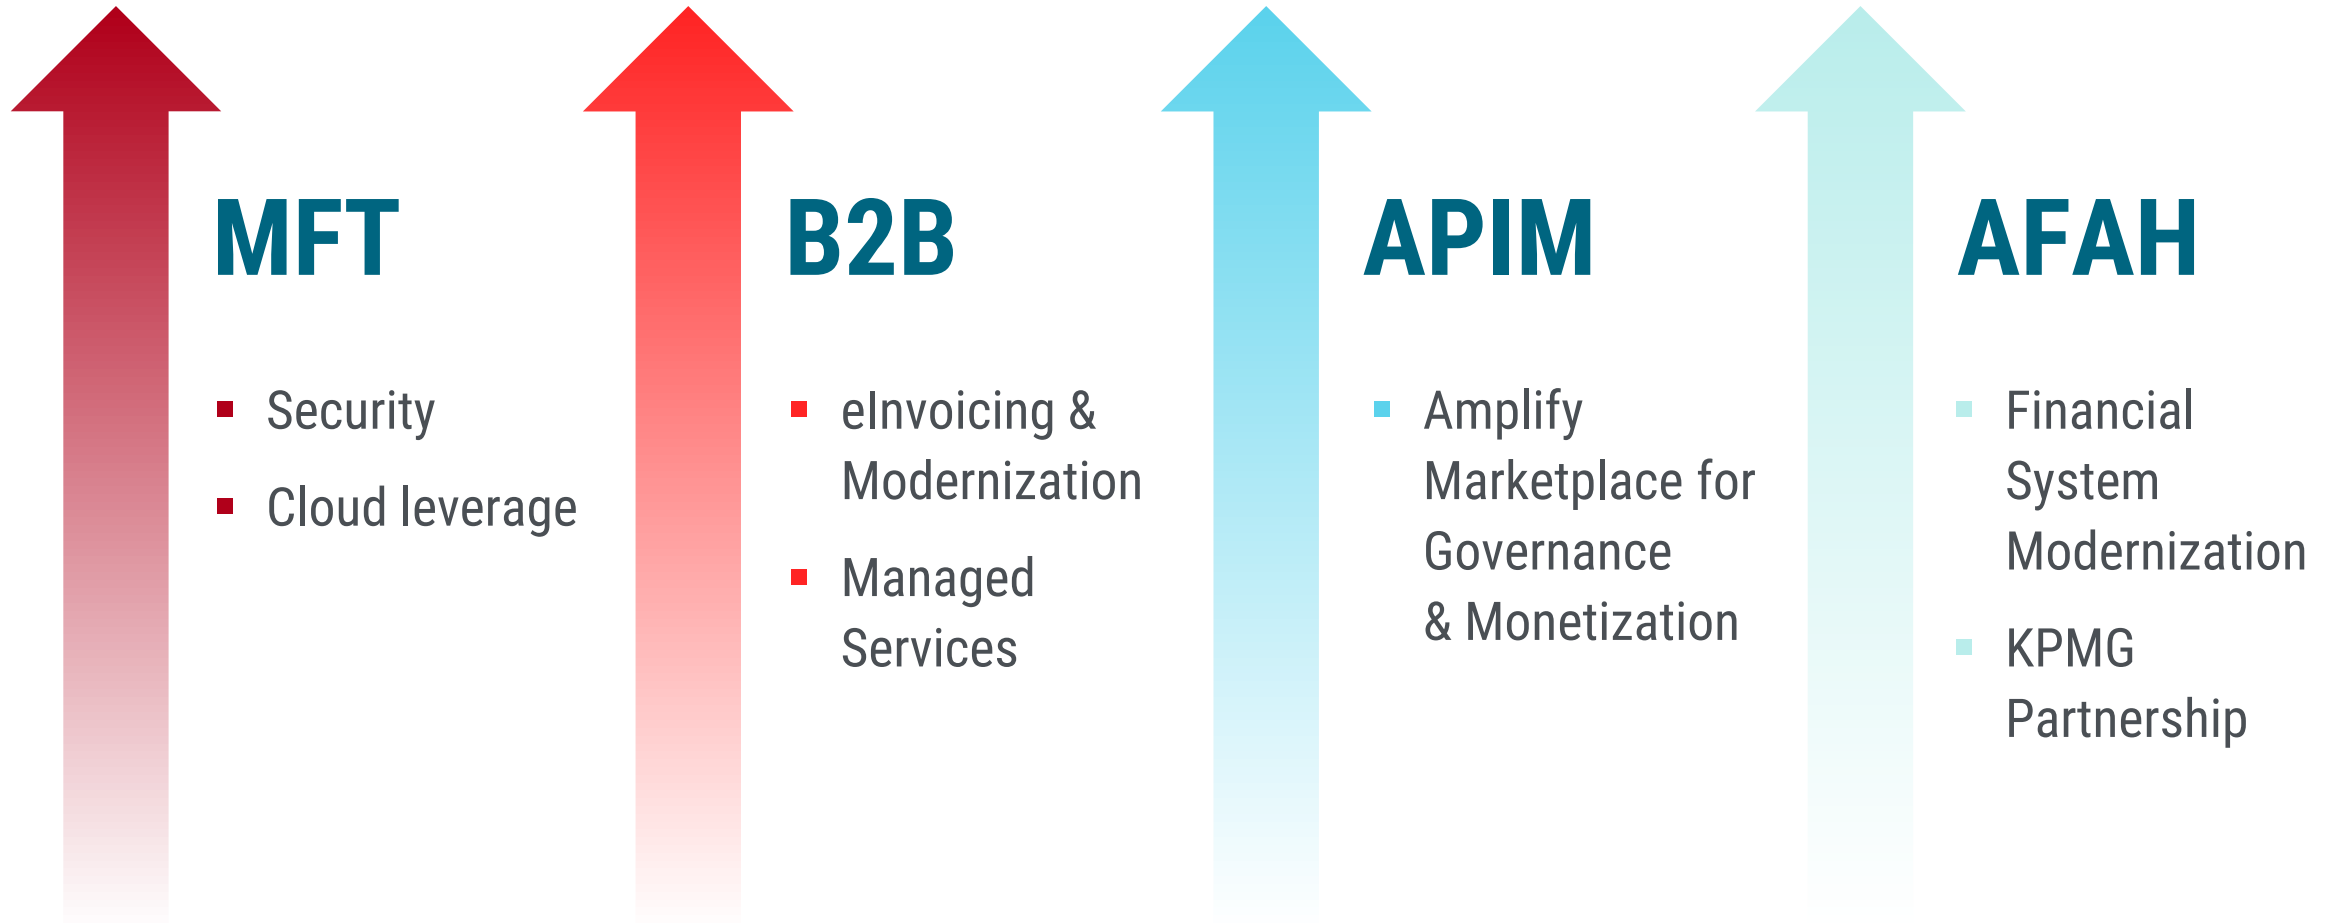 MFT
Security
Cloud leverage
B2B
eInvoicing &
Modernization
Managed
Services
APIM
Amplify
Marketplace for
Governance
& Monetization
AFAH
Financial
System
Modernization
KPMG
Partnership